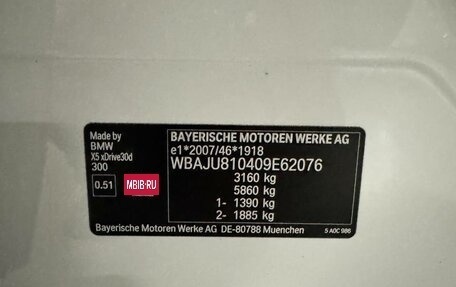 Made by
BMW
X5 xDrive30d
300
0.51
MBIB·RU
BAYERISCHE MOTOREN WERKE AG
e1*2007/46*1918
WBAJU810409E62076
3160 kg
5860 kg
1- 1390 kg
2- 1885 kg
Bayerische Motoren Werke AG DE-80788 Muenchen
5 A0C 986